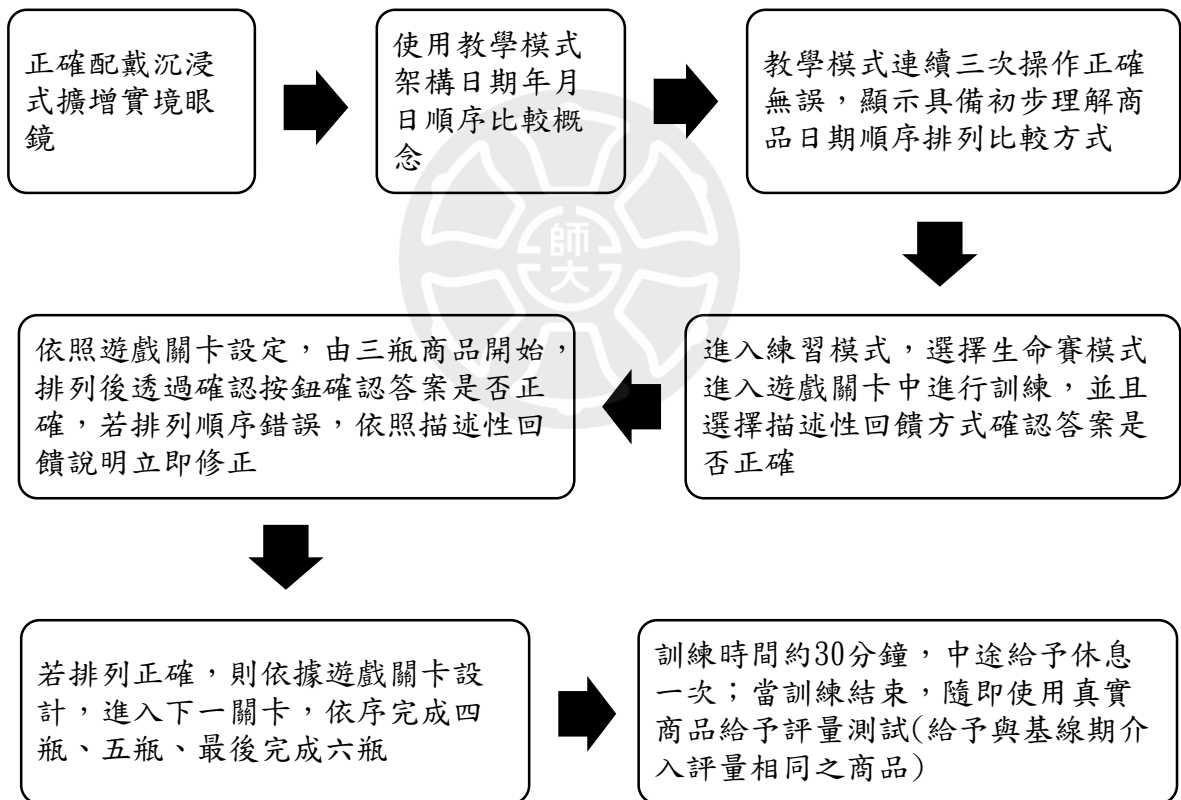 正確配戴沉浸
式擴增實境眼
鏡
使用教學模式
架構日期年月
日順序比較概
念
教學模式連續三次操作正確
無誤，顯示具備初步理解商
品日期順序排列比較方式
師
大
進入練習模式，選擇生命賽模式
進入遊戲關卡中進行訓練，並且
選擇描述性回饋方式確認答案是
否正確
依照遊戲關卡設定，由三瓶商品開始，
排列後透過確認按鈕確認答案是否正
確，若排列順序錯誤，依照描述性回
饋說明立即修正
若排列正確，則依據遊戲關卡設
計，進入下一關卡，依序完成四
瓶、五瓶、最後完成六瓶
訓練時間約30分鐘，中途給予休息
一次；當訓練結束，隨即使用真實
商品給予評量測試(給予與基線期介
入評量相同之商品)